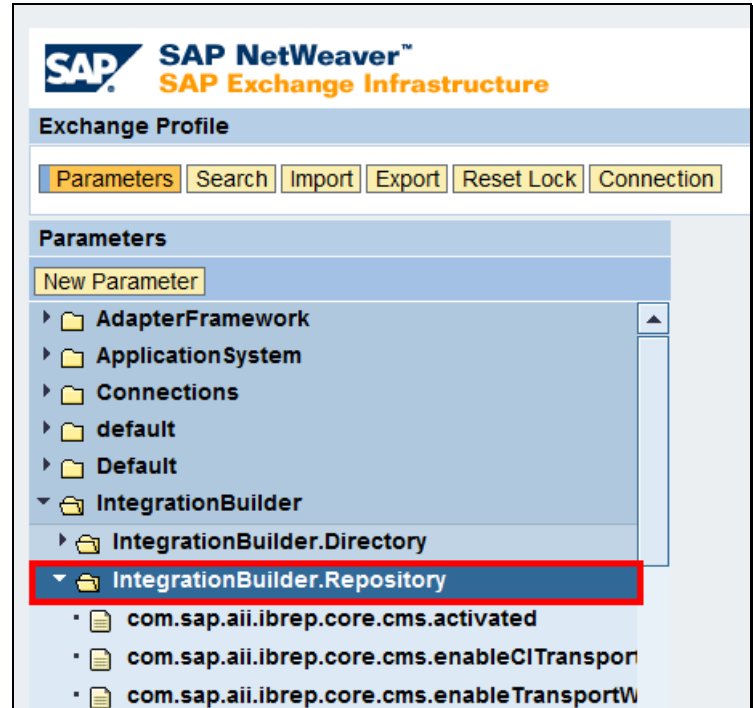 SAP
SAP NetWeaver™
SAP Exchange Infrastructure
Exchange Profile
Parameters Search Import Export Reset Lock Connection
Parameters
New Parameter
AdapterFramework
ApplicationSystem
Connections
default
Default
IntegrationBuilder
IntegrationBuilder.Directory
IntegrationBuilder.Repository
com.sap.aii.ibrep.core.cms.activated
com.sap.aii.ibrep.core.cms.enableCITransport
com.sap.aii.ibrep.core.cms.enableTransportW